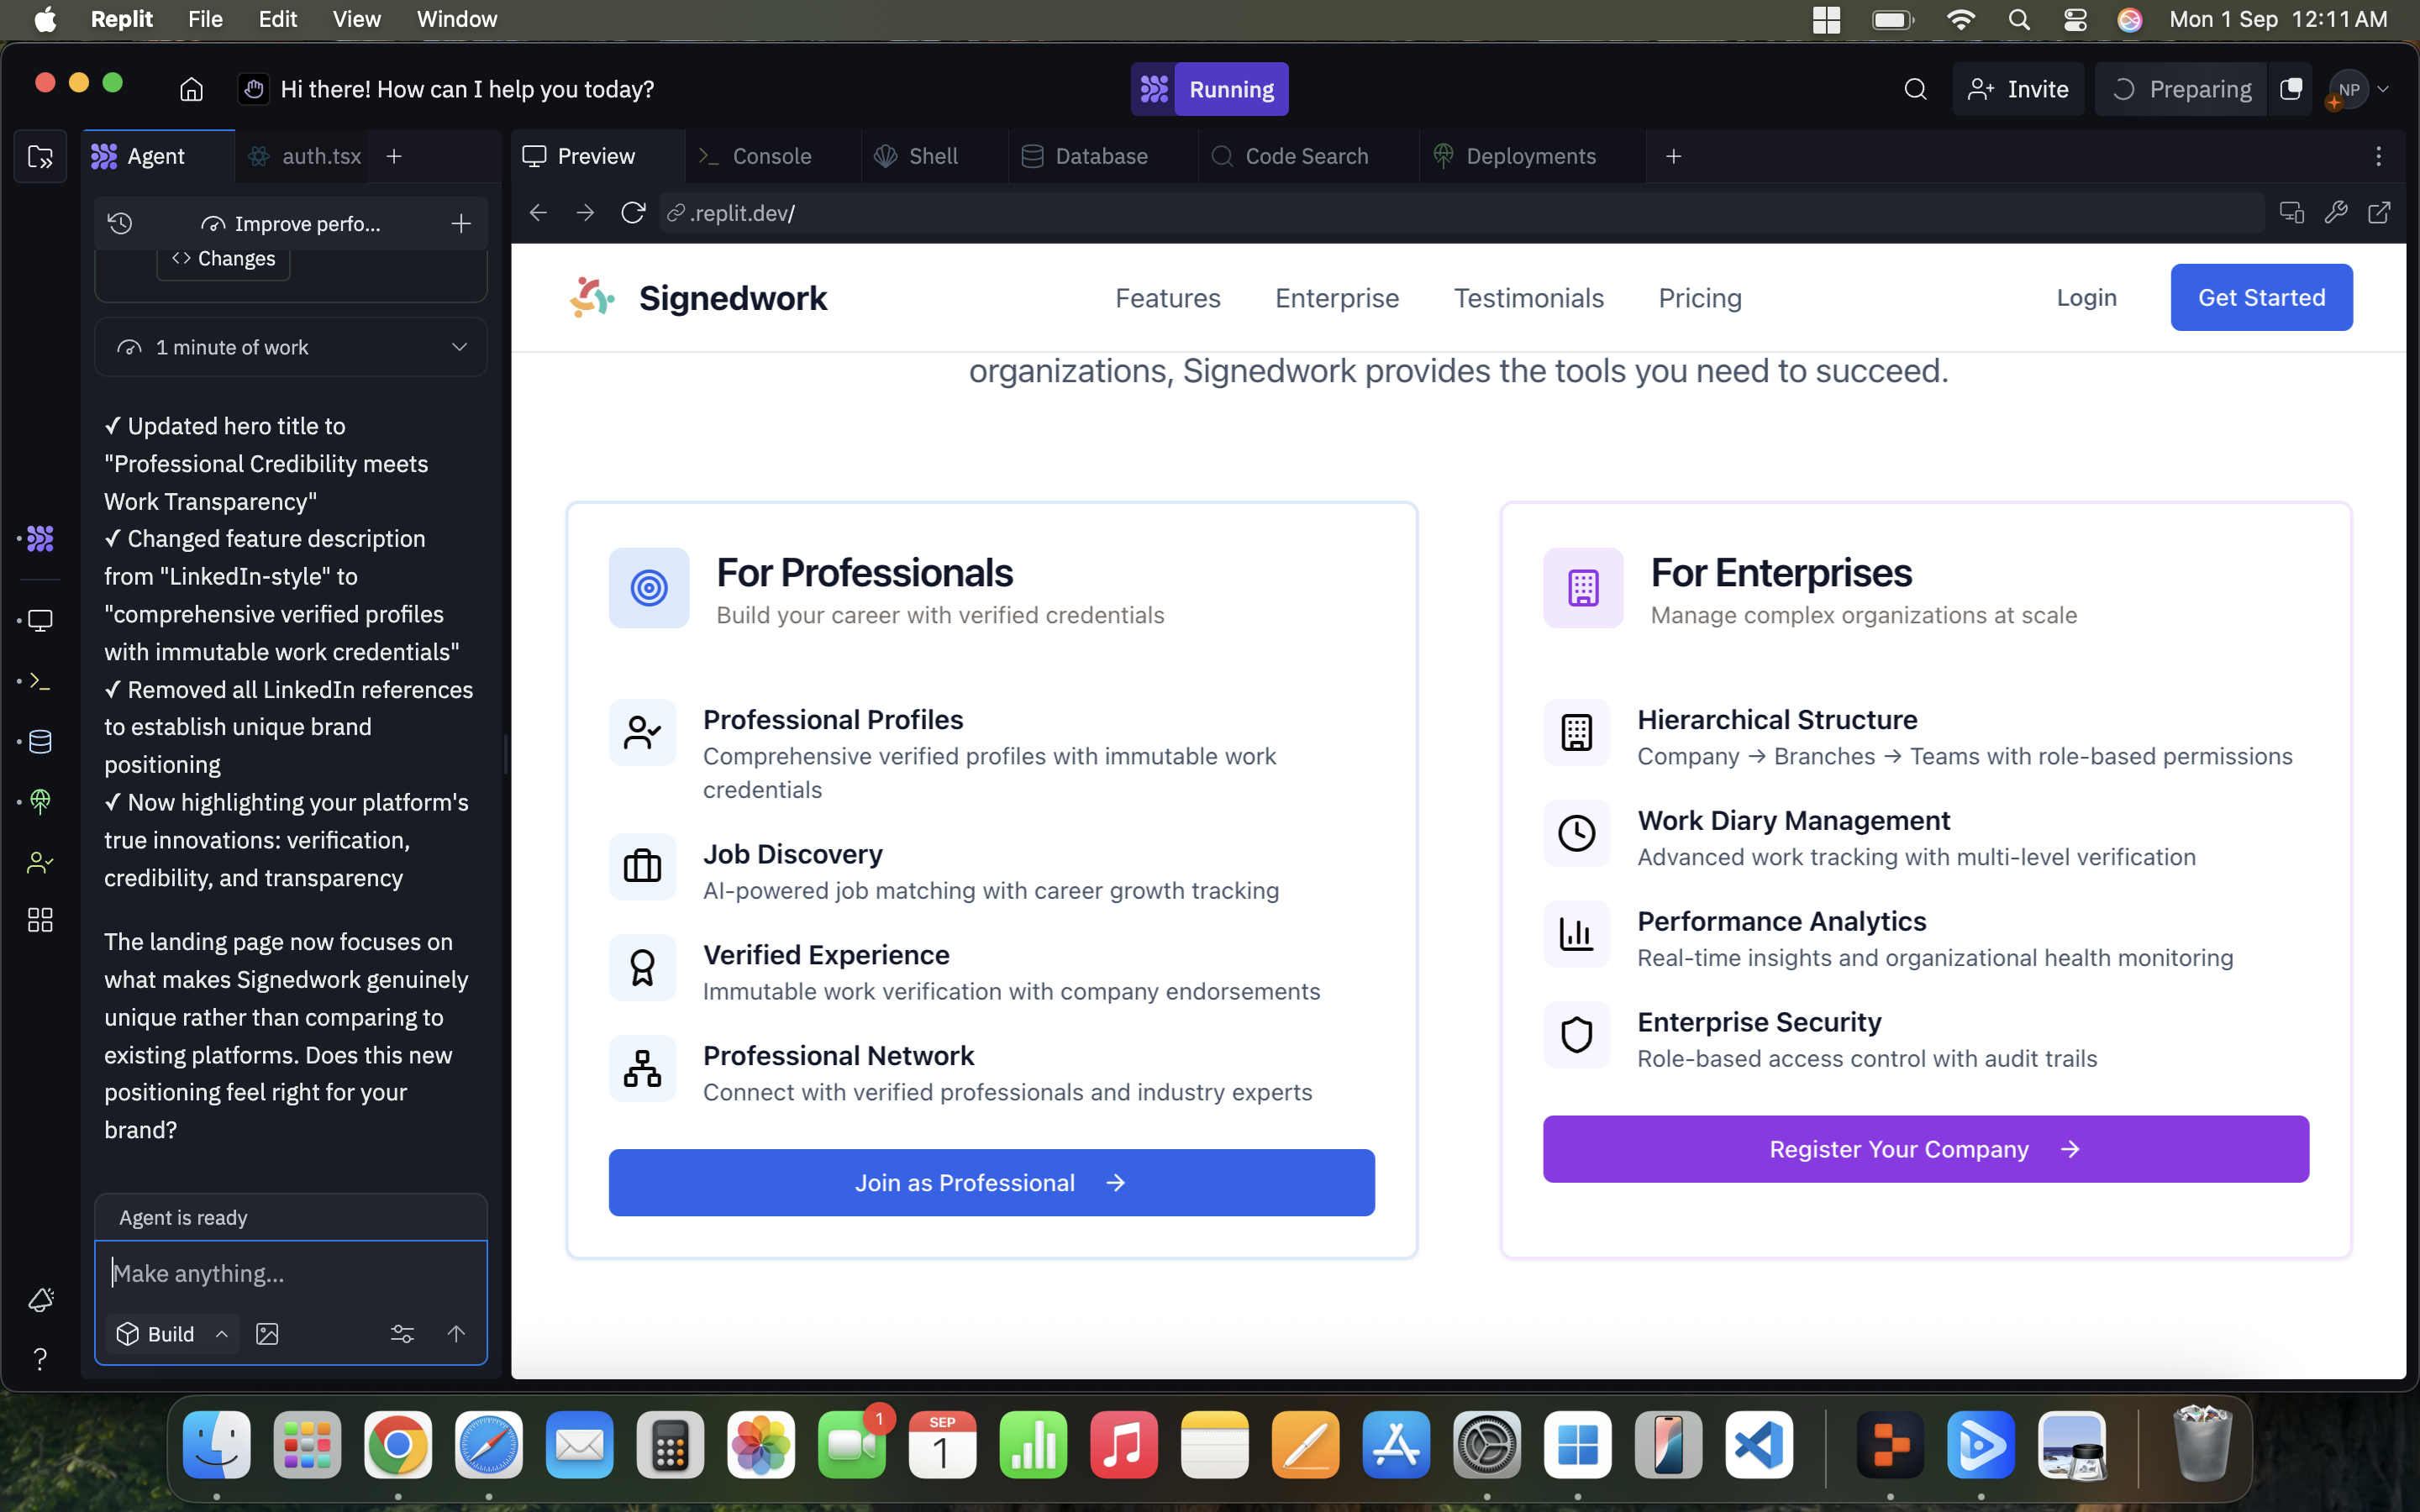 Replit File Edit View Window Mon 1 Sep 12:11 AM
Hi there! How can I help you today? Running Invite Preparing NP
Agent auth.tsx Preview Console Shell Database Code Search Deployments
Improve perfo... .replit.dev/
Changes
1 minute of work
✓ Updated hero title to
"Professional Credibility meets
Work Transparency"
✓ Changed feature description
from "LinkedIn-style" to
"comprehensive verified profiles
with immutable work credentials"
✓ Removed all LinkedIn references
to establish unique brand
positioning
✓ Now highlighting your platform's
true innovations: verification,
credibility, and transparency
The landing page now focuses on
what makes Signedwork genuinely
unique rather than comparing to
existing platforms. Does this new
positioning feel right for your
brand?
Agent is ready
Make anything...
Build
Signedwork Features Enterprise Testimonials Pricing Login Get Started
organizations, Signedwork provides the tools you need to succeed.
For Professionals
Build your career with verified credentials
Professional Profiles
Comprehensive verified profiles with immutable work
credentials
Job Discovery
AI-powered job matching with career growth tracking
Verified Experience
Immutable work verification with company endorsements
Professional Network
Connect with verified professionals and industry experts
Join as Professional →
For Enterprises
Manage complex organizations at scale
Hierarchical Structure
Company → Branches → Teams with role-based permissions
Work Diary Management
Advanced work tracking with multi-level verification
Performance Analytics
Real-time insights and organizational health monitoring
Enterprise Security
Role-based access control with audit trails
Register Your Company →
1
SEP
1